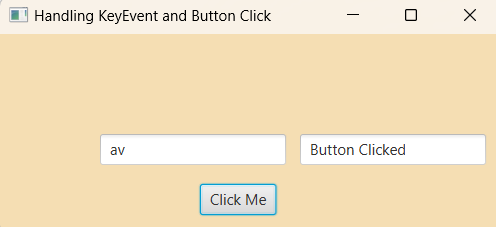 Handling KeyEvent and Button Click
av
Button Clicked
Click Me